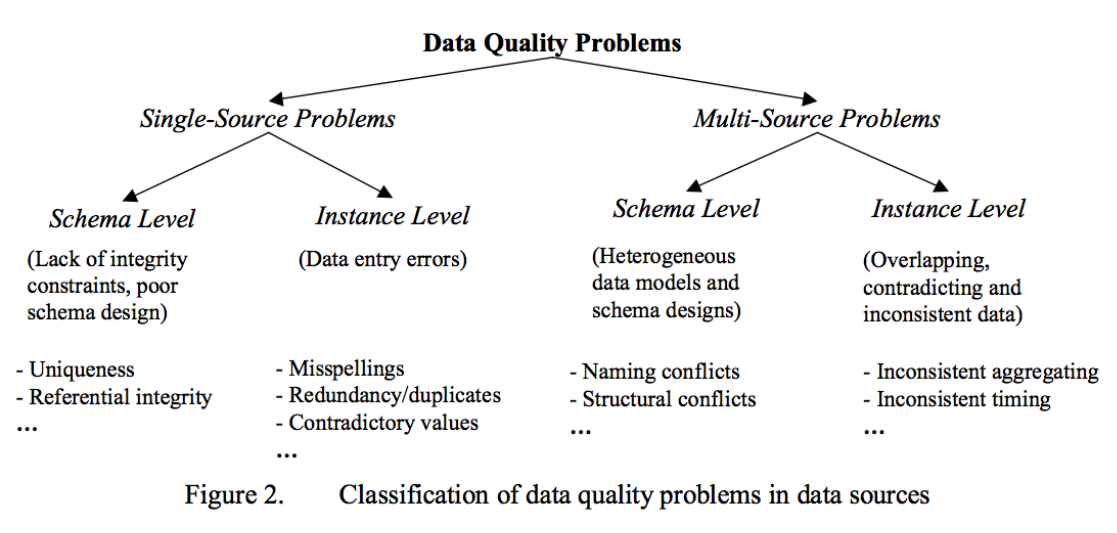 Data Quality Problems
Single-Source Problems
Multi-Source Problems
Schema Level
Instance Level
Schema Level
Instance Level
(Lack of integrity
constraints, poor
schema design)
(Data entry errors)
(Heterogeneous
data models and
schema designs)
(Overlapping,
contradicting and
inconsistent data)
- Uniqueness
- Referential integrity
...
- Misspellings
- Redundancy/duplicates
- Contradictory values
...
- Naming conflicts
- Structural conflicts
...
- Inconsistent aggregating
- Inconsistent timing
...
Figure 2. Classification of data quality problems in data sources